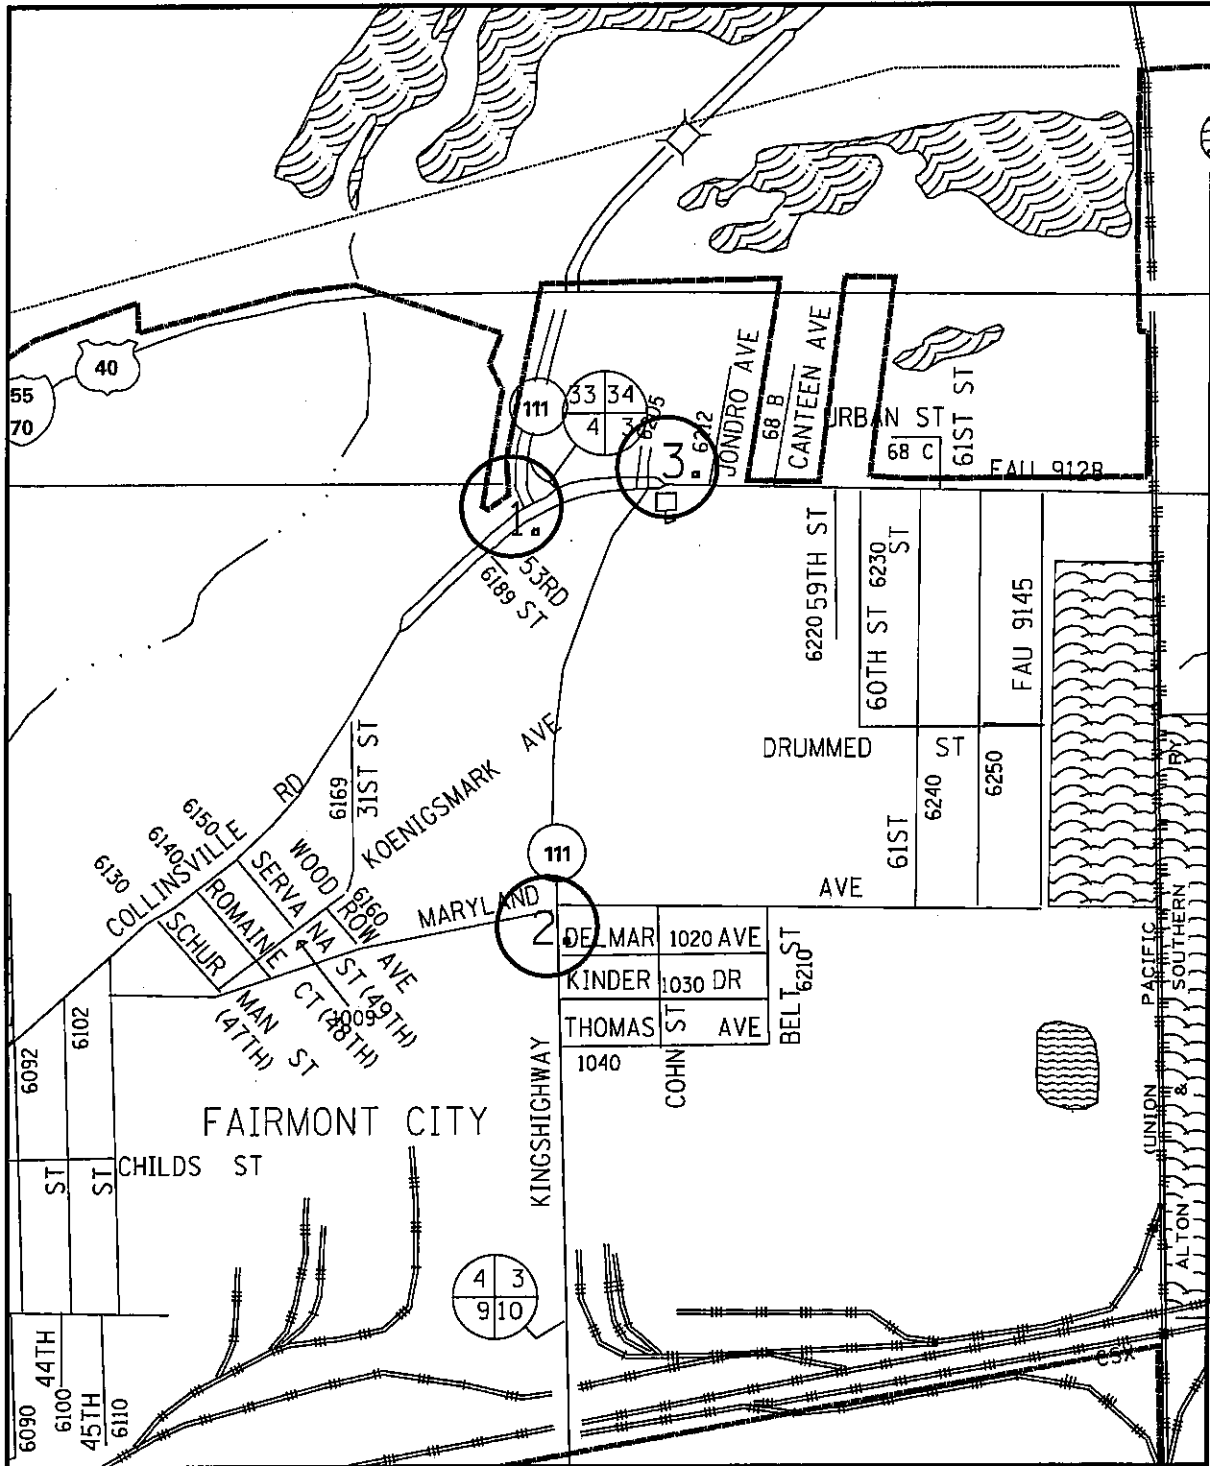 40
55
70
111
33 34
4 3
6205
6212
3.
JONDRO AVE
68 B
CANTEEN AVE
URBAN ST
68 C
61ST ST
FAU 9128
1.
53RD
6189 ST
6220 59TH ST
60TH ST 6230
ST
FAU 9145
DRUMMED ST
6240
6250
61ST
RD
6169
31ST ST
KOENIGSMARK AVE
6150
6140
6130
COLLINSVILLE
WOOD
ROW AVE
6160
SERVA
NA ST (49TH)
ROMAINE
CT (48TH)
1009
SCHUR
MAN ST
(47TH)
MARYLAND
AVE
111
2.
DELMAR 1020 AVE
KINDER 1030 DR
THOMAS AVE
1040
COHN ST
BELT ST
6210
KINGSHIGHWAY
6092
6102
FAIRMONT CITY
CHILDS ST
ST
ST
4 3
9 10
6090
44TH
6100
45TH
6110
CSX
(UNION PACIFIC
ALTON & SOUTHERN RY